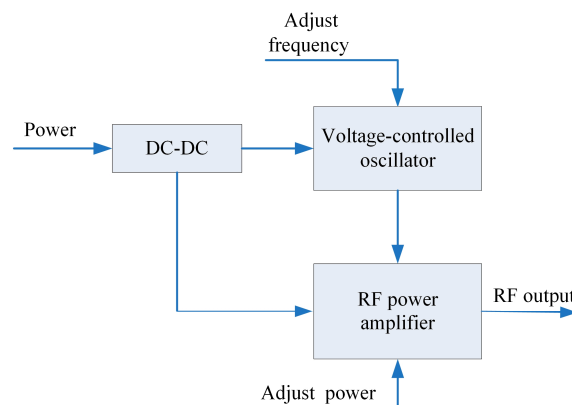 Adjust
frequency
Power
DC-DC
Voltage-controlled
oscillator
RF power
amplifier
RF output
Adjust power